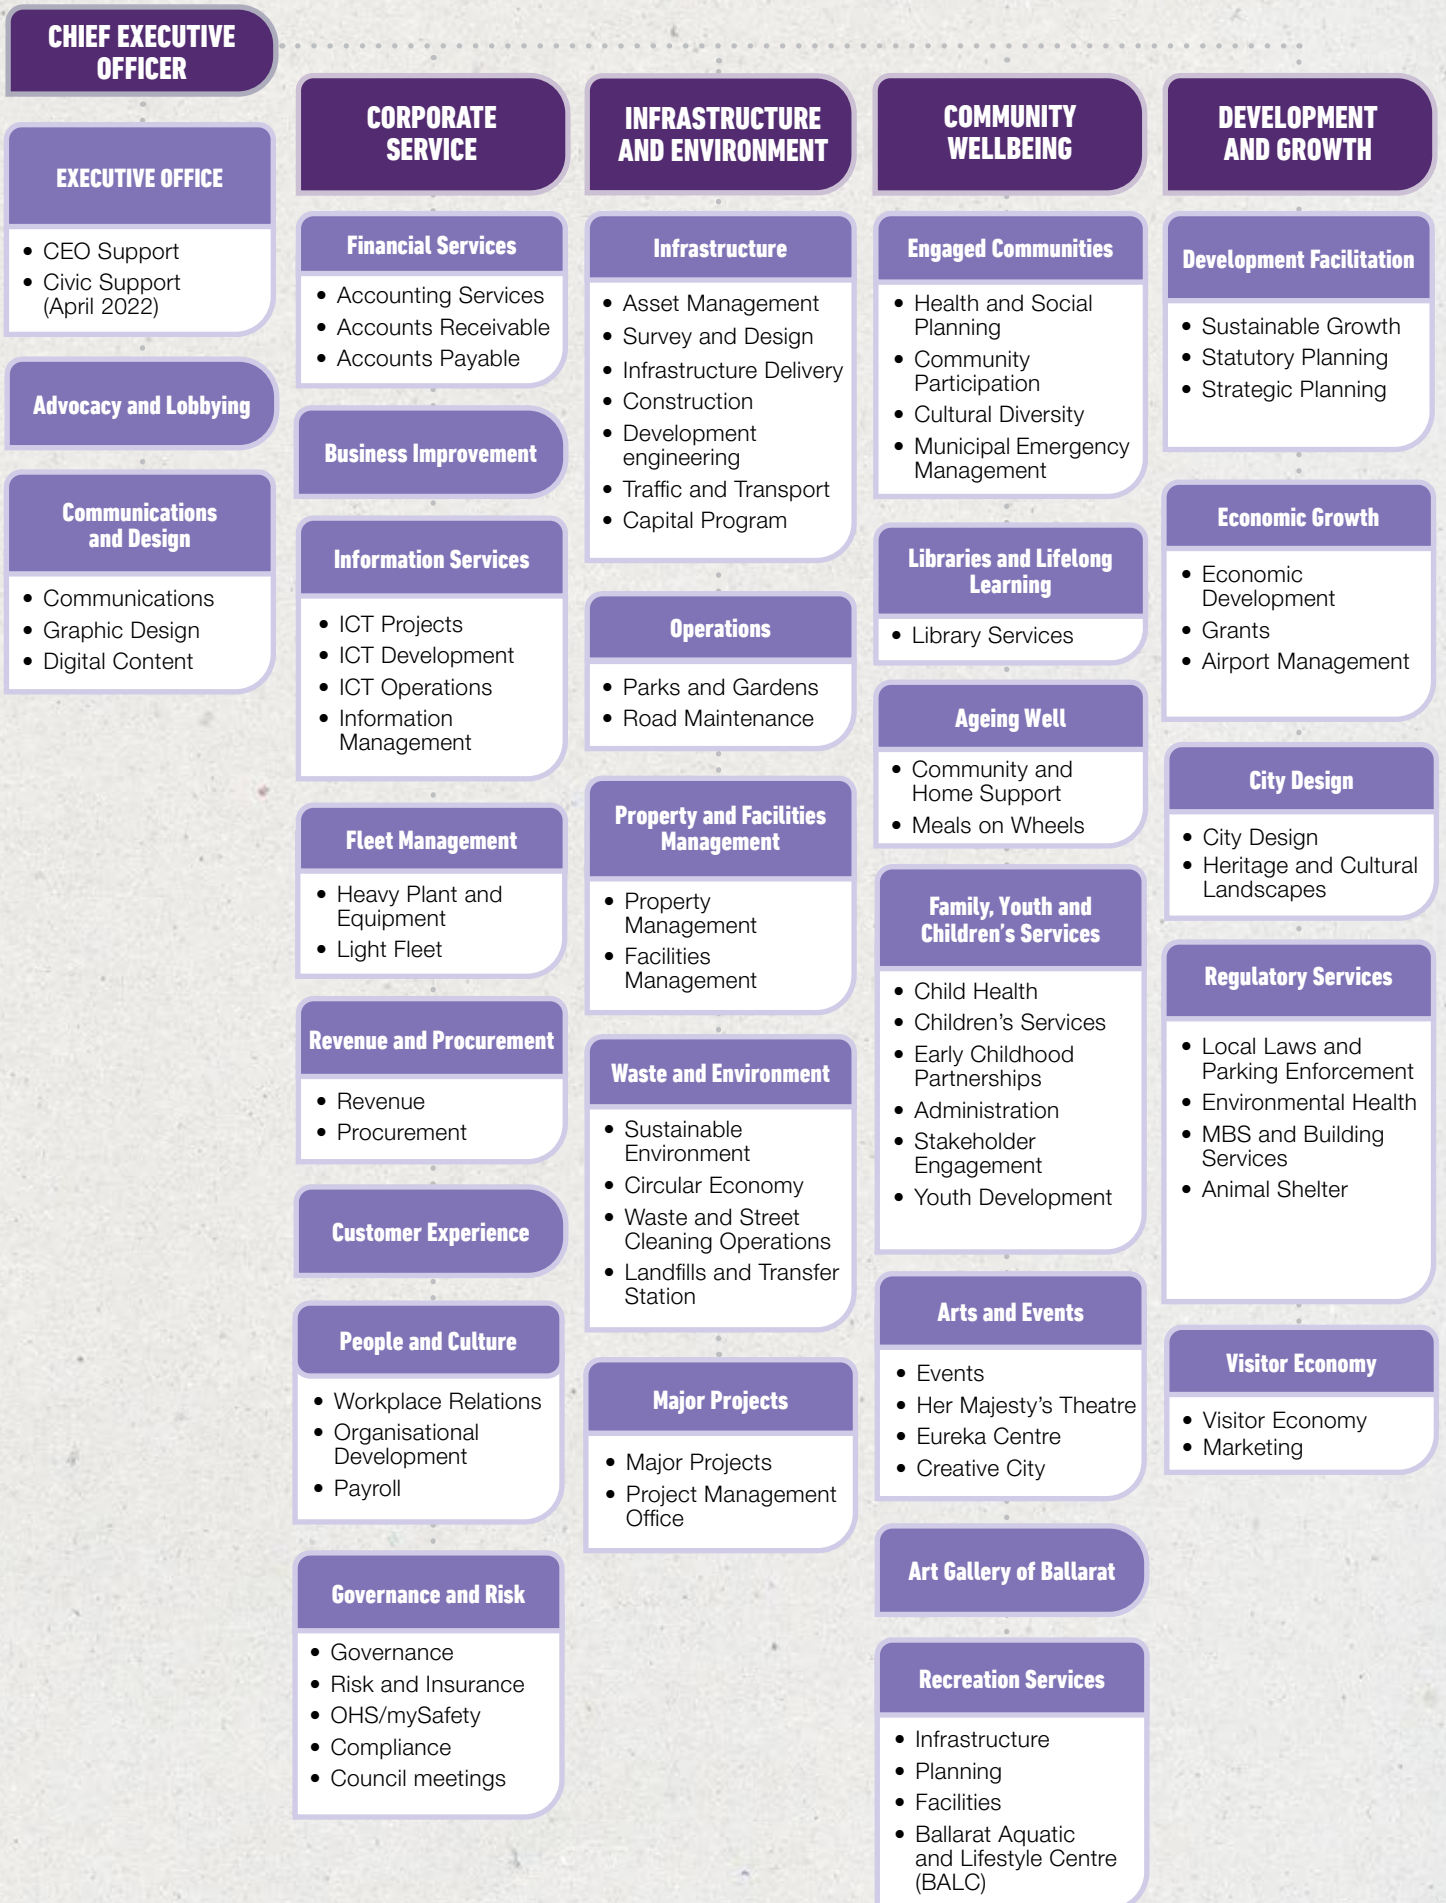 CHIEF EXECUTIVE
OFFICER
EXECUTIVE OFFICE
• CEO Support
• Civic Support
(April 2022)
Advocacy and Lobbying
Communications
and Design
• Communications
• Graphic Design
• Digital Content
CORPORATE
SERVICE
Financial Services
• Accounting Services
• Accounts Receivable
• Accounts Payable
Business Improvement
Information Services
• ICT Projects
• ICT Development
• ICT Operations
• Information
Management
Fleet Management
• Heavy Plant and
Equipment
• Light Fleet
Revenue and Procurement
• Revenue
• Procurement
Customer Experience
People and Culture
• Workplace Relations
• Organisational
Development
• Payroll
Governance and Risk
• Governance
• Risk and Insurance
• OHS/mySafety
• Compliance
• Council meetings
INFRASTRUCTURE
AND ENVIRONMENT
Infrastructure
• Asset Management
• Survey and Design
• Infrastructure Delivery
• Construction
• Development
engineering
• Traffic and Transport
• Capital Program
Operations
• Parks and Gardens
• Road Maintenance
Property and Facilities
Management
• Property
Management
• Facilities
Management
Waste and Environment
• Sustainable
Environment
• Circular Economy
• Waste and Street
Cleaning Operations
• Landfills and Transfer
Station
Major Projects
• Major Projects
• Project Management
Office
COMMUNITY
WELLBEING
Engaged Communities
• Health and Social
Planning
• Community
Participation
• Cultural Diversity
• Municipal Emergency
Management
Libraries and Lifelong
Learning
• Library Services
Ageing Well
• Community and
Home Support
• Meals on Wheels
Family, Youth and
Children's Services
• Child Health
• Children's Services
• Early Childhood
Partnerships
• Administration
• Stakeholder
Engagement
• Youth Development
Arts and Events
• Events
• Her Majesty's Theatre
• Eureka Centre
• Creative City
Art Gallery of Ballarat
Recreation Services
• Infrastructure
• Planning
• Facilities
• Ballarat Aquatic
and Lifestyle Centre
(BALC)
DEVELOPMENT
AND GROWTH
Development Facilitation
• Sustainable Growth
• Statutory Planning
• Strategic Planning
Economic Growth
• Economic
Development
• Grants
• Airport Management
City Design
• City Design
• Heritage and Cultural
Landscapes
Regulatory Services
• Local Laws and
Parking Enforcement
• Environmental Health
• MBS and Building
Services
• Animal Shelter
Visitor Economy
• Visitor Economy
• Marketing